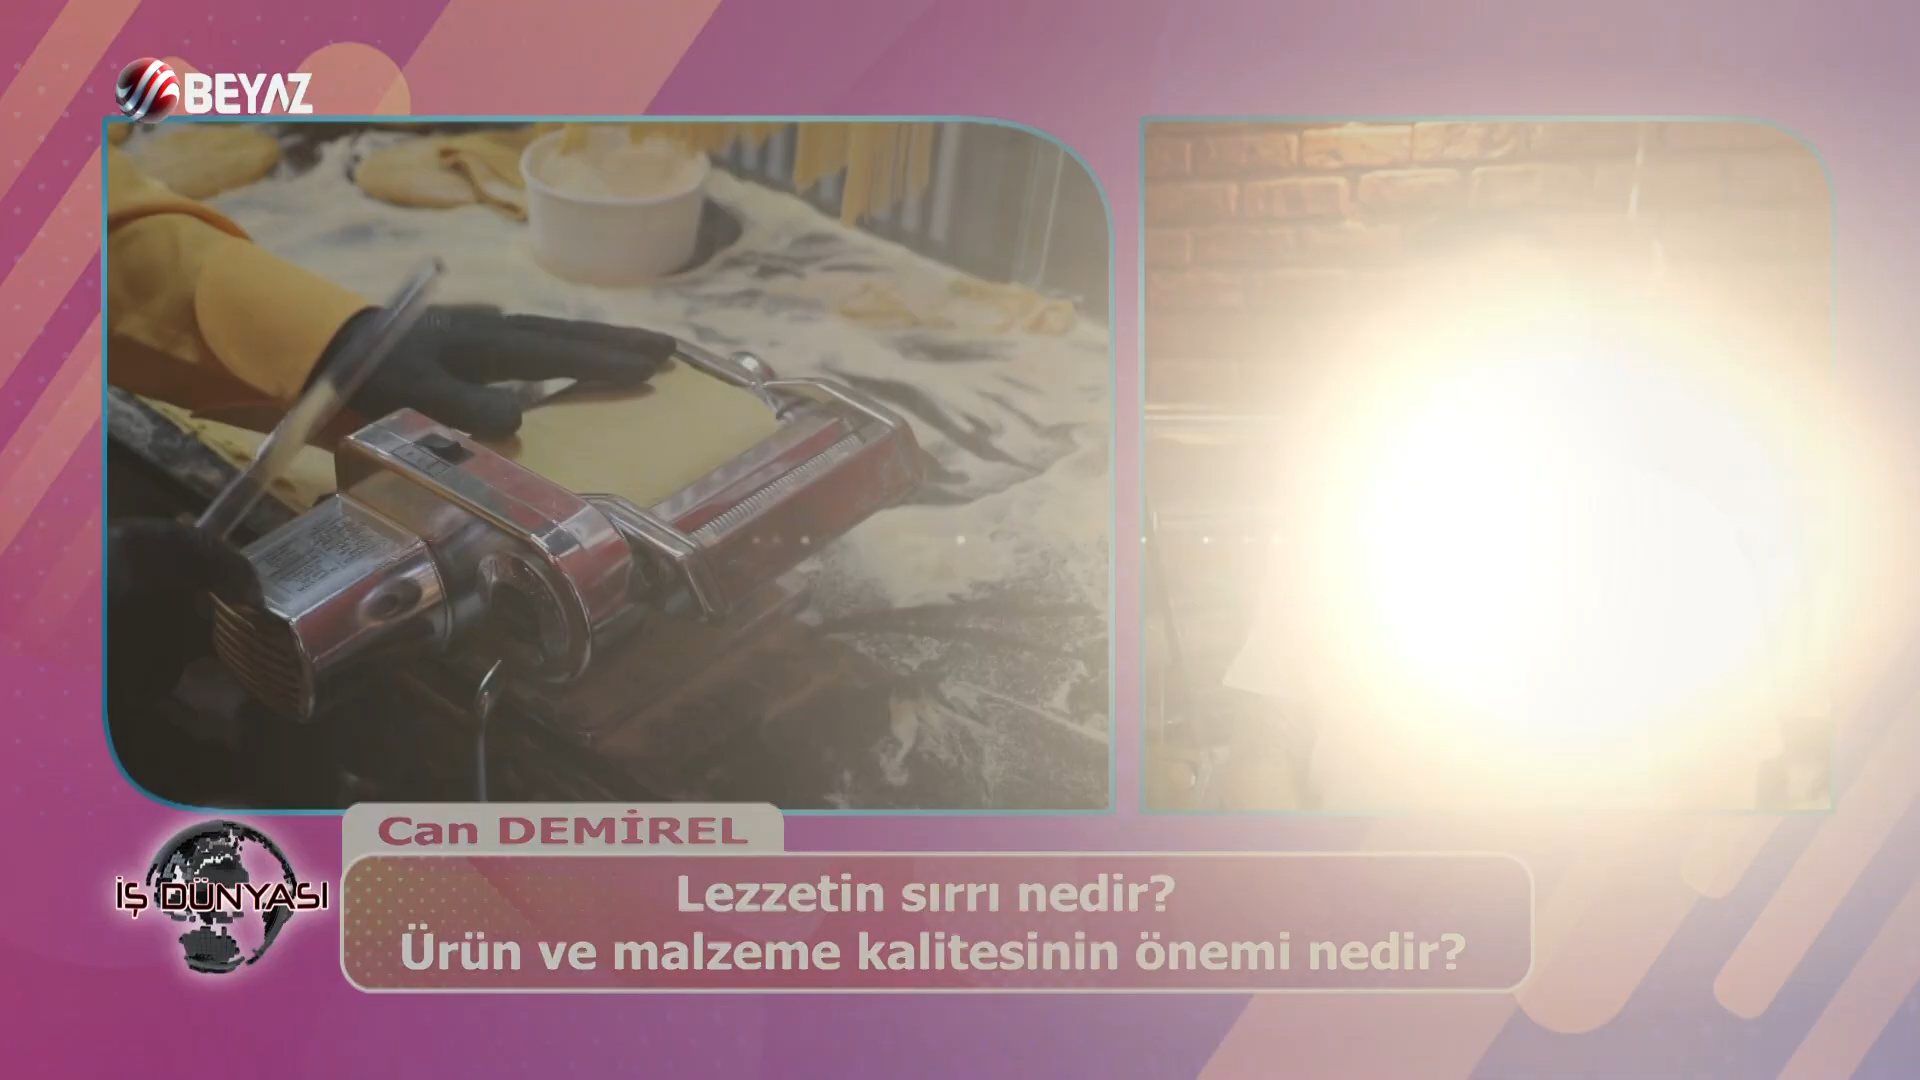 BEYAZ
Can DEMİREL
İŞ DÜNYASI
Lezzetin sırrı nedir?
Ürün ve malzeme kalitesinin önemi nedir?